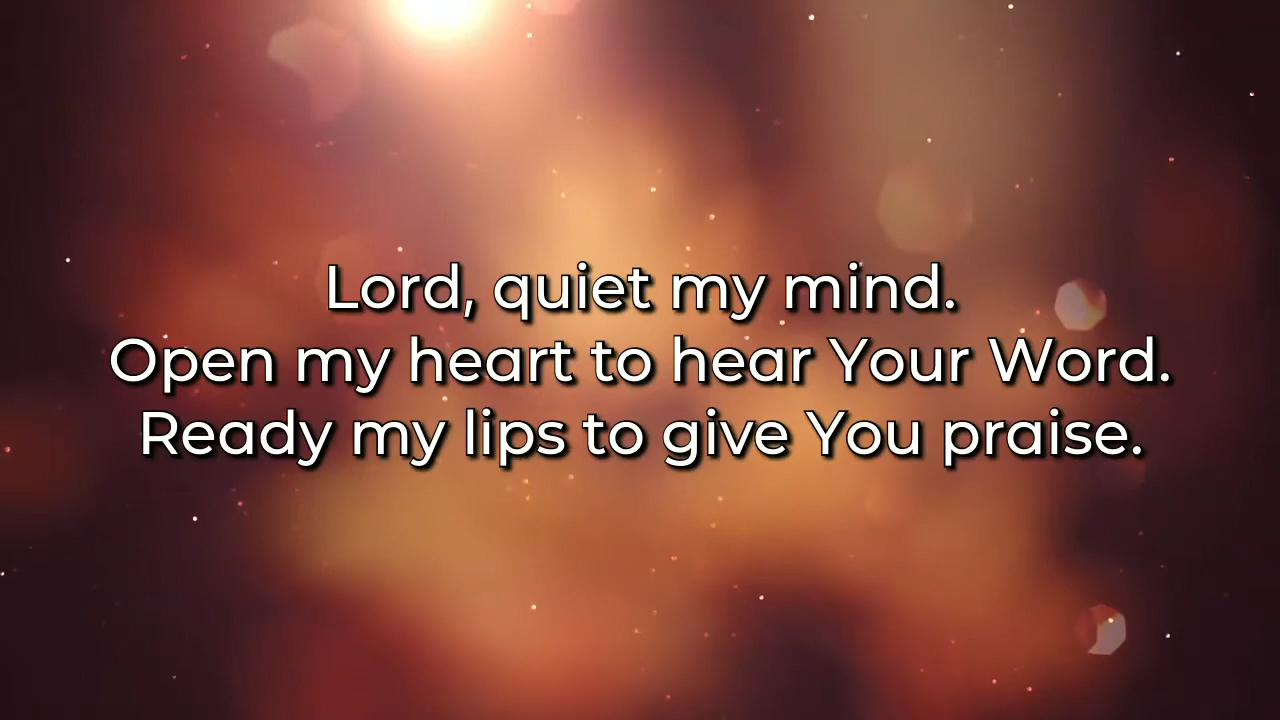 Lord, quiet my mind.
Open my heart to hear Your Word.
Ready my lips to give You praise.